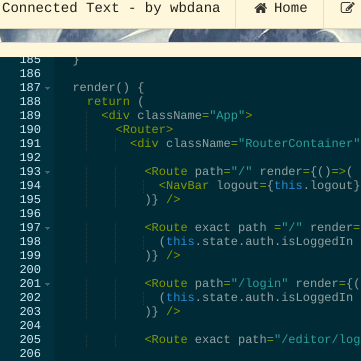 Connected Text - by wbdana Home
185 }
186
187 render() {
188 return (
189 <div className="App">
190 <Router>
191 <div className="RouterContainer"
192
193 <Route path="/" render={()=>(
194 <NavBar logout={this.logout}
195 )} />
196
197 <Route exact path ="/" render=
198 (this.state.auth.isLoggedIn
199 )} />
200
201 <Route path="/login" render={(
202 (this.state.auth.isLoggedIn
203 )} />
204
205 <Route exact path="/editor/log
206